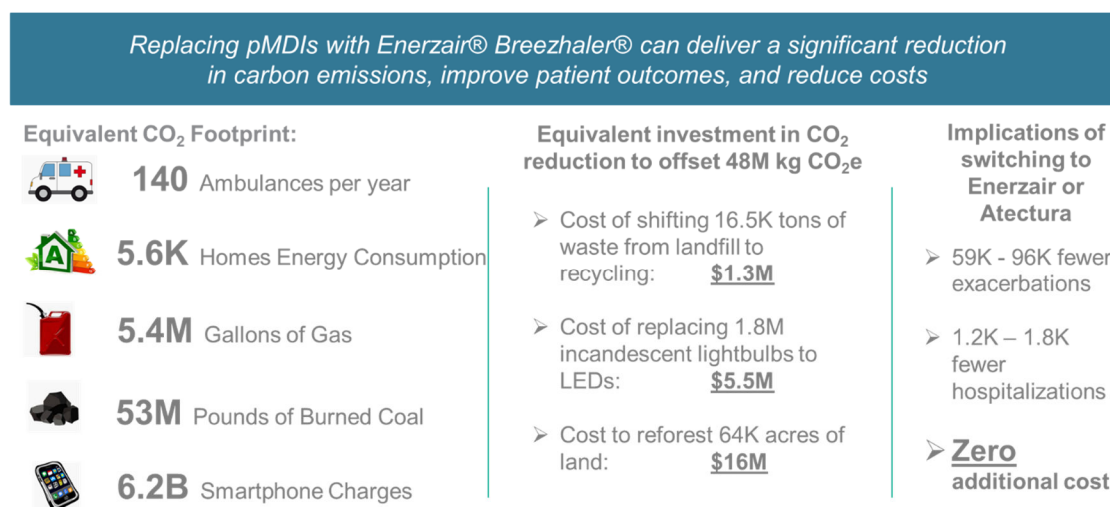 Replacing pMDIs with Enerzair® Breezhaler® can deliver a significant reduction
in carbon emissions, improve patient outcomes, and reduce costs
Equivalent CO₂ Footprint:
140 Ambulances per year
A B
5.6K Homes Energy Consumption
5.4M Gallons of Gas
53M Pounds of Burned Coal
6.2B Smartphone Charges
Equivalent investment in CO₂
reduction to offset 48M kg CO₂e
➢ Cost of shifting 16.5K tons of
waste from landfill to
recycling: $1.3M
➢ Cost of replacing 1.8M
incandescent lightbulbs to
LEDs: $5.5M
➢ Cost to reforest 64K acres of
land: $16M
Implications of
switching to
Enerzair or
Atectura
➢ 59K - 96K fewer
exacerbations
➢ 1.2K – 1.8K
fewer
hospitalizations
➢ Zero
additional cost